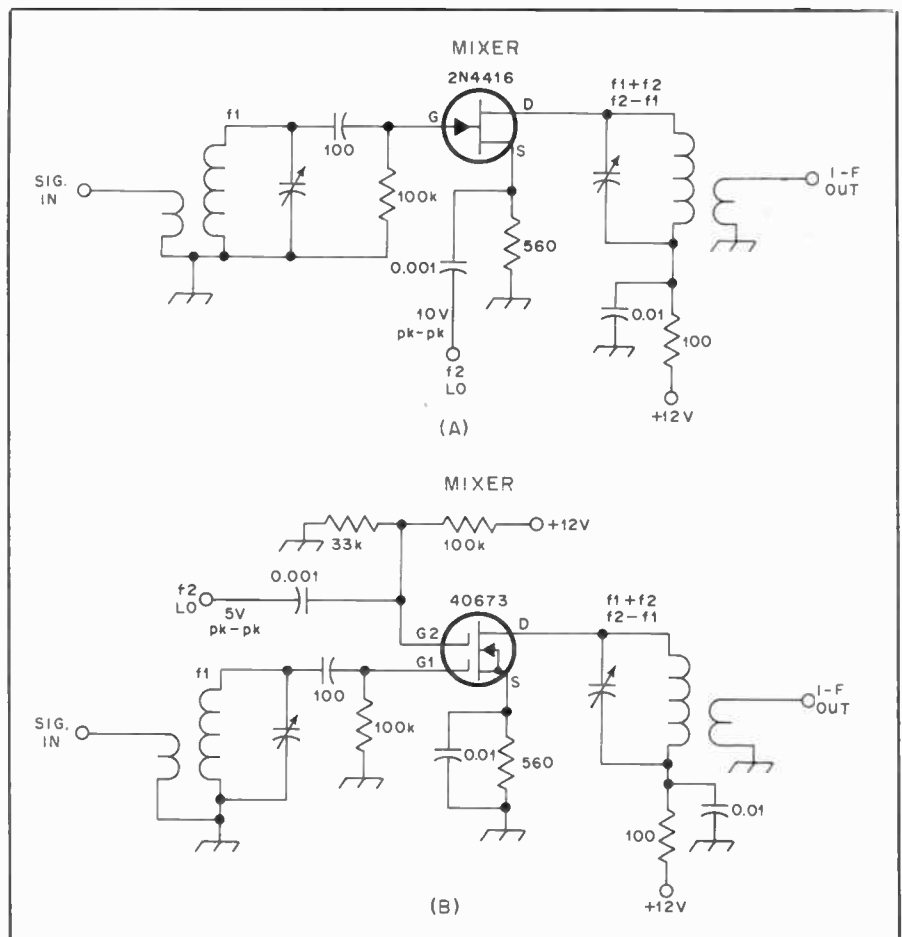 MIXER
2N4416
f1+f2
f2-f1
f1
G
D
S
100
100k
SIG.
IN
I-F
OUT
560
0.001
10V
pk-pk
0.01
100
f2
LO
+12V
(A)
MIXER
+12V
33k
100k
0.001
f2
LO
5V
pk-pk
40673
f1+f2
f2-f1
G2
D
G1
S
f1
100
SIG.
IN
100k
0.01
560
I-F
OUT
0.01
100
+12V
(B)